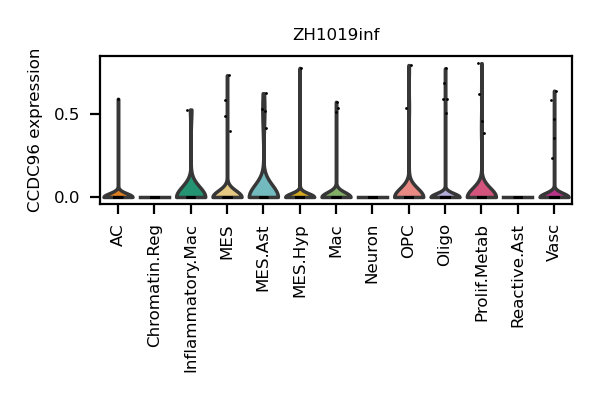 ZH1019inf
CCDC96 expression
0.5
0.0
AC
Chromatin.Reg
Inflammatory.Mac
MES
MES.Ast
MES.Hyp
Mac
Neuron
OPC
Oligo
Prolif.Metab
Reactive.Ast
Vasc